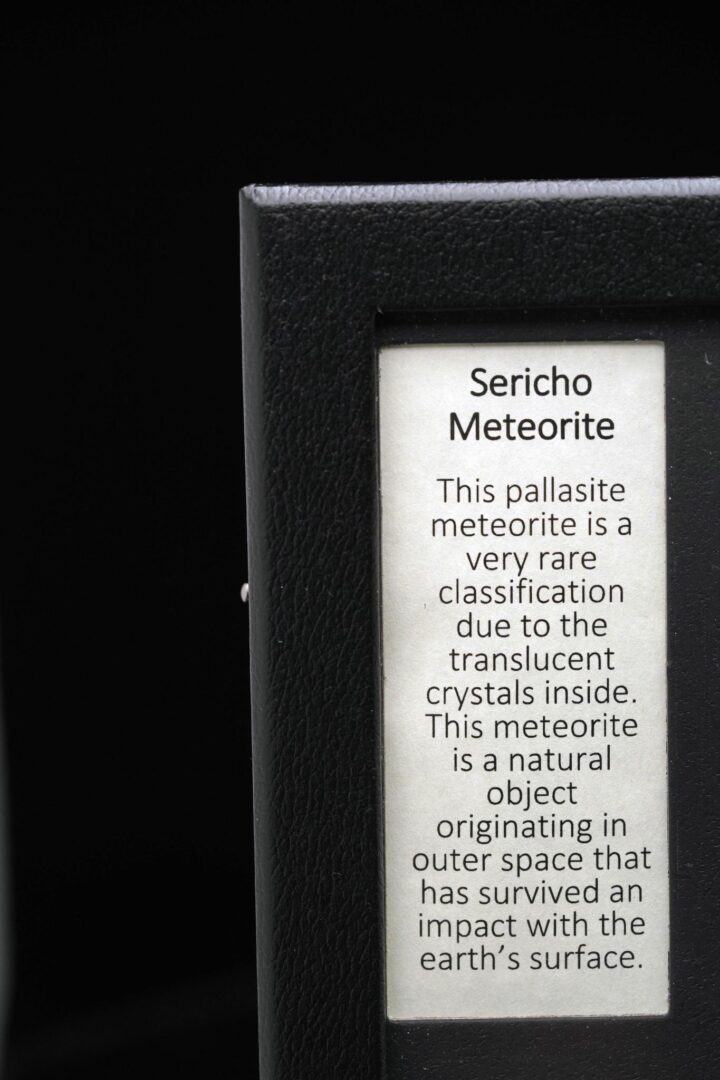 Sericho
Meteorite
This pallasite
meteorite is a
very rare
classification
due to the
translucent
crystals inside.
This meteorite
is a natural
object
originating in
outer space that
has survived an
impact with the
earth’s surface.